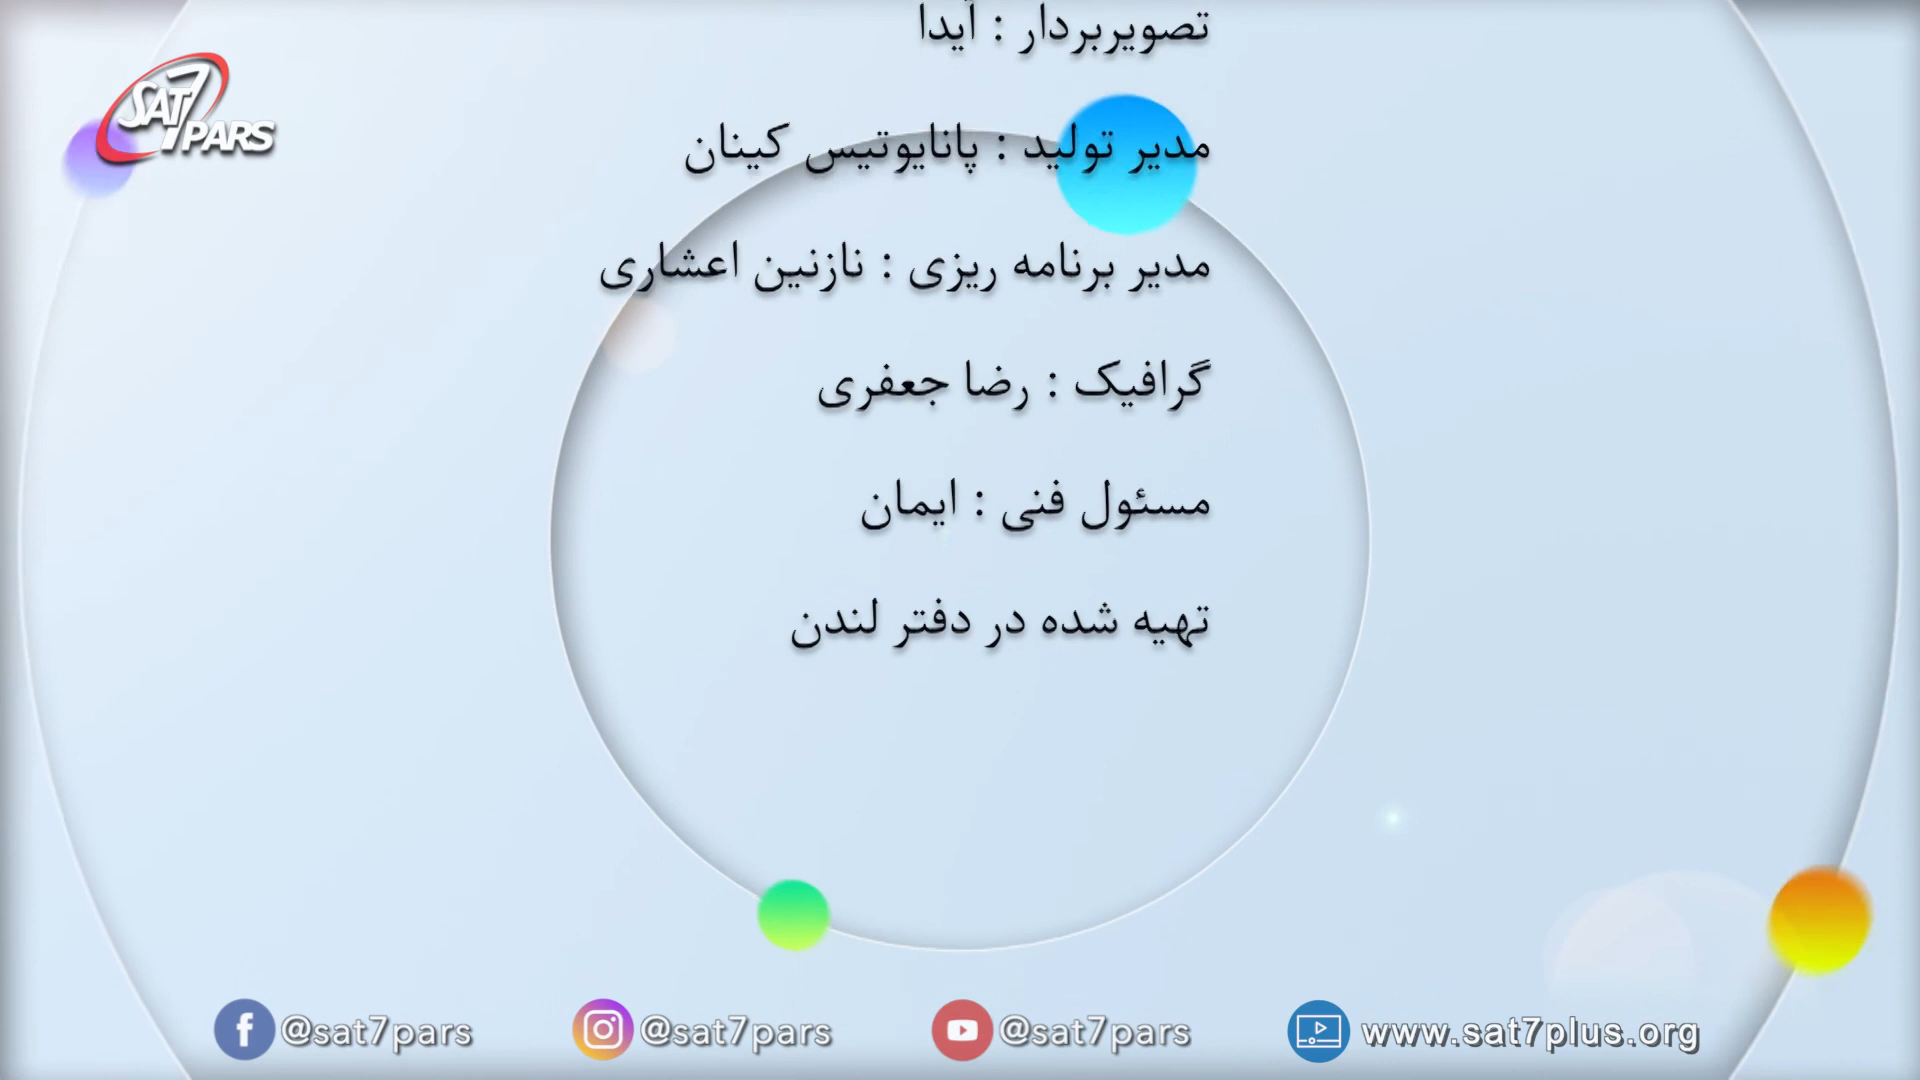 تصویربردار : آیدا
SAT7 PARS
مدیر تولید : پانایوتیس کینان
مدیر برنامه ریزی : نازنین اعشاری
گرافیک : رضا جعفری
مسئول فنی : ایمان
تهیه شده در دفتر لندن
@sat7pars @sat7pars @sat7pars www.sat7plus.org